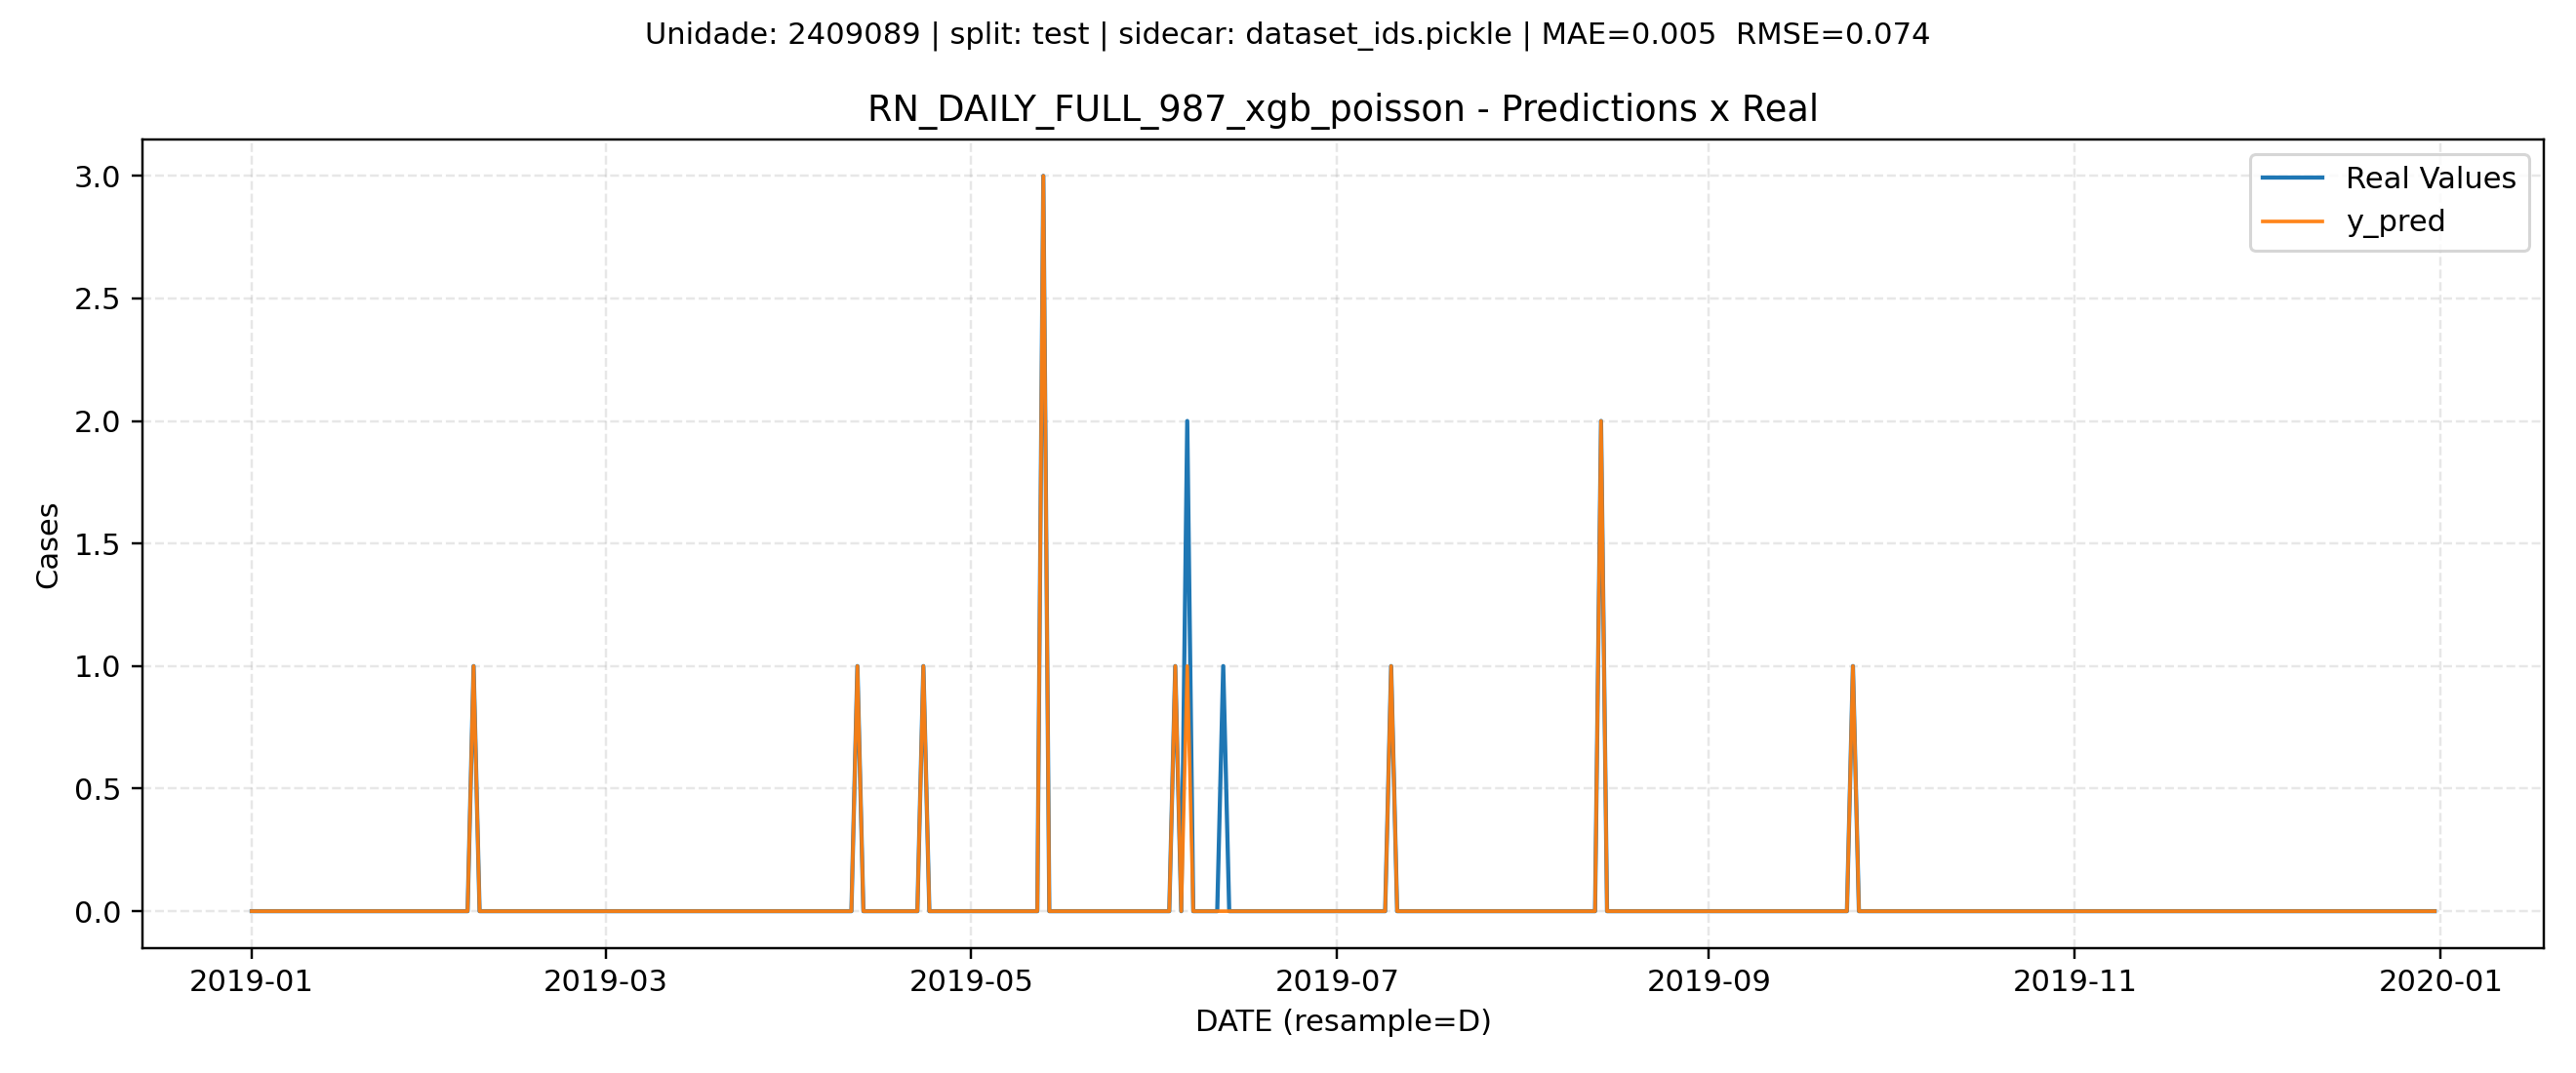 Unidade: 2409089 | split: test | sidecar: dataset_ids.pickle | MAE=0.005  RMSE=0.074
RN_DAILY_FULL_987_xgb_poisson - Predictions x Real
Real Values
y_pred
Cases
3.0
2.5
2.0
1.5
1.0
0.5
0.0
2019-01
2019-03
2019-05
2019-07
2019-09
2019-11
2020-01
DATE (resample=D)